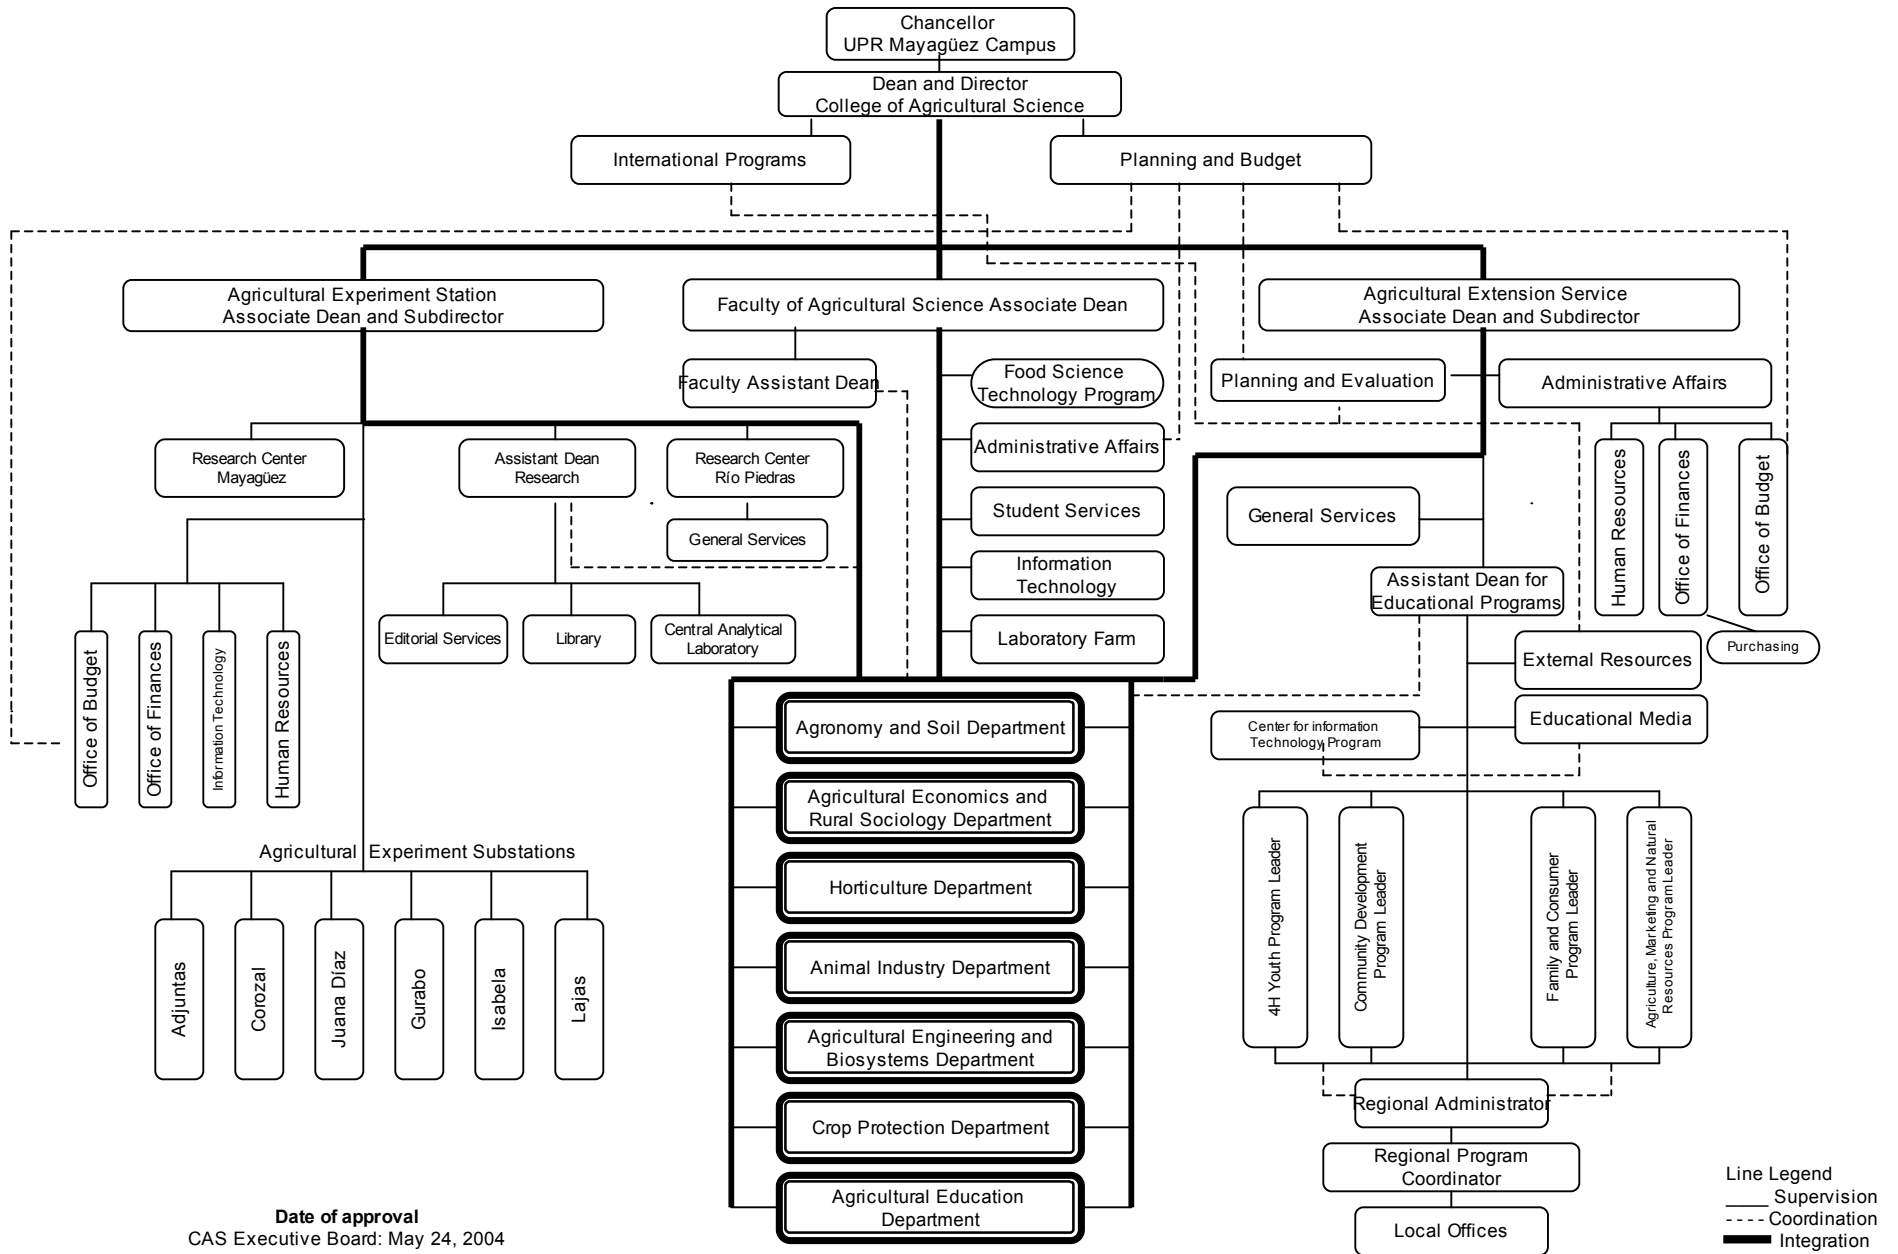 Chancellor
UPR Mayagüez Campus
Dean and Director
College of Agricultural Science
International Programs
Planning and Budget
Agricultural Experiment Station
Associate Dean and Subdirector
Faculty of Agricultural Science Associate Dean
Agricultural Extension Service
Associate Dean and Subdirector
Faculty Assistant Dean
Food Science
Technology Program
Planning and Evaluation
Administrative Affairs
Research Center
Mayagüez
Assistant Dean
Research
Research Center
Río Piedras
Administrative Affairs
Human Resources
Office of Finances
Office of Budget
General Services
Student Services
General Services
Information
Technology
Assistant Dean for
Educational Programs
Editorial Services
Library
Central Analytical
Laboratory
Laboratory Farm
External Resources
Purchasing
Office of Budget
Office of Finances
Information Technology
Human Resources
Agronomy and Soil Department
Center for information
Technology Program
Educational Media
Agricultural Economics and
Rural Sociology Department
Agricultural Experiment Substations
Horticulture Department
4H Youth Program Leader
Community Development
Program Leader
Family and Consumer
Program Leader
Agriculture, Marketing and Natural
Resources Program Leader
Adjuntas
Corozal
Juana Díaz
Gurabo
Isabela
Lajas
Animal Industry Department
Agricultural Engineering and
Biosystems Department
Crop Protection Department
Regional Administrator
Regional Program
Coordinator
Agricultural Education
Department
Local Offices
Date of approval
CAS Executive Board: May 24, 2004
Line Legend
Supervision
Coordination
Integration